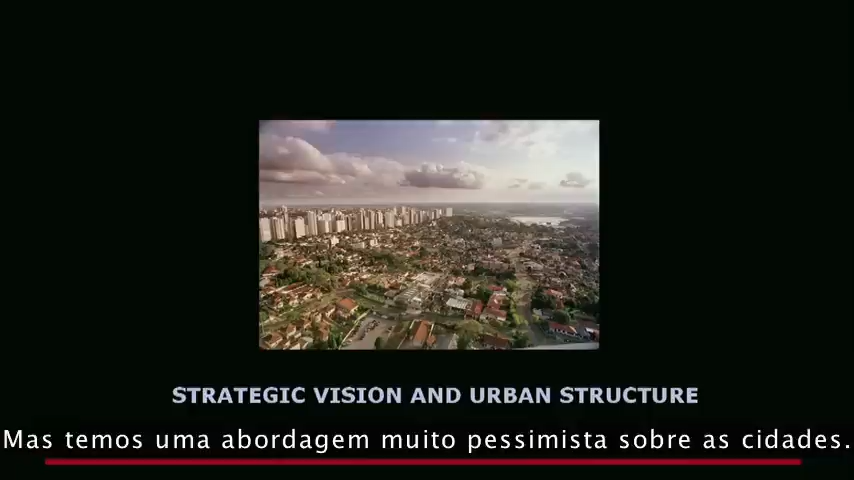 STRATEGIC VISION AND URBAN STRUCTURE
Mas temos uma abordagem muito pessimista sobre as cidades.